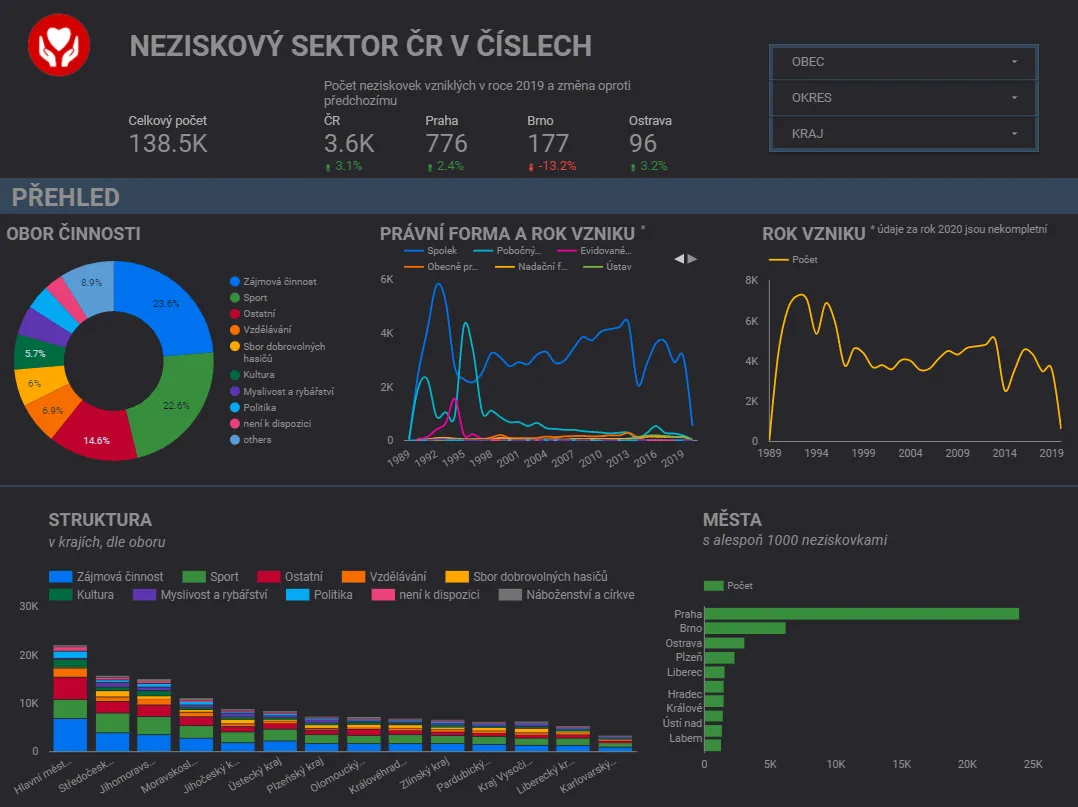 NEZISKOVÝ SEKTOR ČR V ČÍSLECH
Počet neziskovek vzniklých v roce 2019 a změna oproti
předchozímu
Celkový počet
138.5K
ČR
3.6K
3.1%
Praha
776
2.4%
Brno
177
-13.2%
Ostrava
96
3.2%
OBEC
OKRES
KRAJ
PŘEHLED
OBOR ČINNOSTI
23.6%
22.6%
14.6%
6.9%
6%
5.7%
8.9%
Zájmová činnost
Sport
Ostatní
Vzdělávání
Sbor dobrovolných
hasičů
Kultura
Myslivost a rybářství
Politika
není k dispozici
others
PRÁVNÍ FORMA A ROK VZNIKU *
Spolek Pobočný... Evidované...
Obecně pr... Nadační f... Ústav
6K
4K
2K
0
1989 1992 1995 1998 2001 2004 2007 2010 2013 2016 2019
ROK VZNIKU * údaje za rok 2020 jsou nekompletní
Počet
8K
6K
4K
2K
0
1989 1994 1999 2004 2009 2014 2019
STRUKTURA
v krajích, dle oboru
Zájmová činnost Sport Ostatní Vzdělávání Sbor dobrovolných hasičů
Kultura Myslivost a rybářství Politika není k dispozici Náboženství a církve
30K
20K
10K
0
Hlavní měst... Středočesk... Jihomoravs... Moravskosl... Jihočeský k... Ústecký kraj Plzeňský kraj Olomoucký... Královéhrad... Zlínský kraj Pardubický... Kraj Vysoči... Liberecký kr... Karlovarský...
MĚSTA
s alespoň 1000 neziskovkami
Počet
Praha
Brno
Ostrava
Plzeň
Liberec
Hradec
Králové
Ústí nad
Labem
0 5K 10K 15K 20K 25K